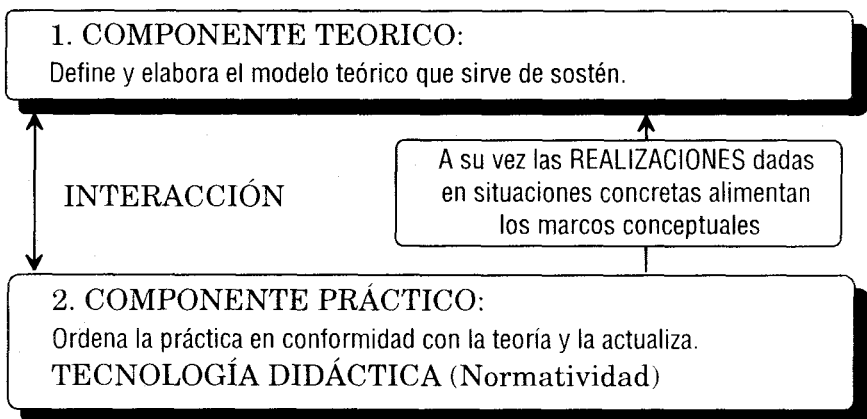 1. COMPONENTE TEORICO:
Define y elabora el modelo teórico que sirve de sostén.
INTERACCIÓN
A su vez las REALIZACIONES dadas
en situaciones concretas alimentan
los marcos conceptuales
2. COMPONENTE PRÁCTICO:
Ordena la práctica en conformidad con la teoría y la actualiza.
TECNOLOGÍA DIDÁCTICA (Normatividad)